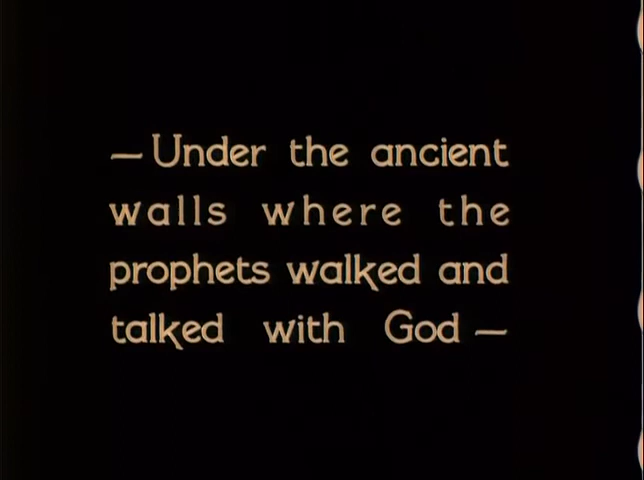 — Under the ancient
walls where the
prophets walked and
talked with God —